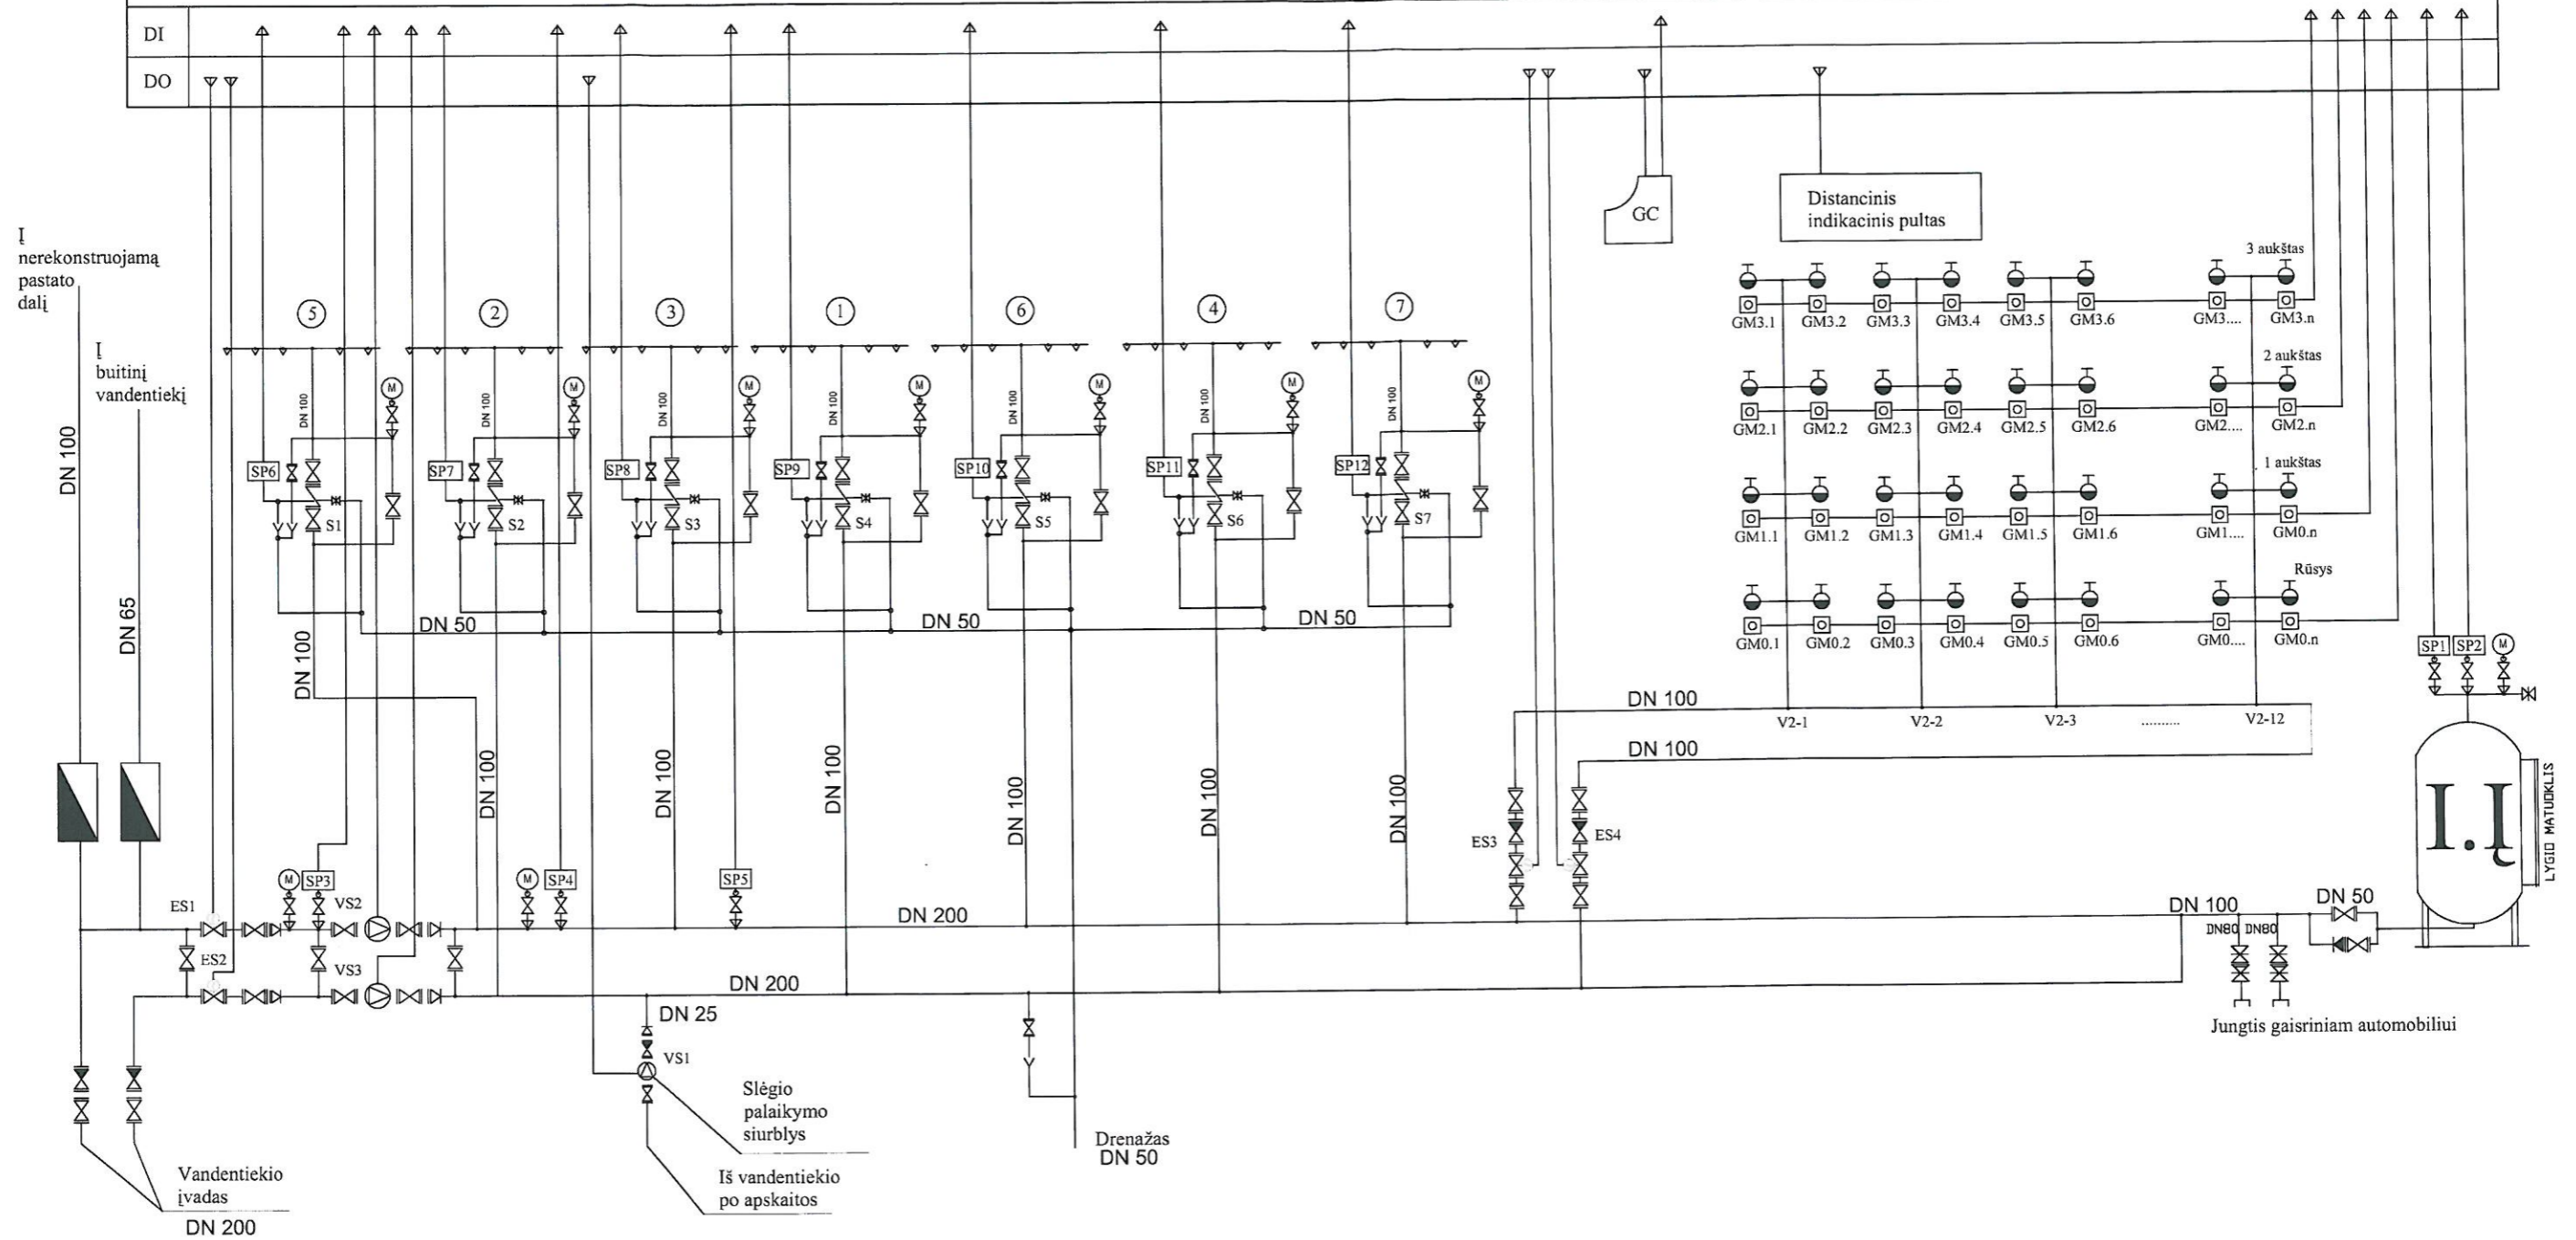 DI
DO
Į
nerekonstruojamą
pastato
dalį
Į
buitinį
vandentiekį
DN 100
DN 65
5
2
3
1
6
4
7
M
M
M
M
M
M
M
DN 100
DN 100
DN 100
DN 100
DN 100
DN 100
DN 100
SP6
SP7
SP8
SP9
SP10
SP11
SP12
S1
S2
S3
S4
S5
S6
S7
DN 50
DN 50
DN 50
DN 100
DN 100
DN 100
DN 100
DN 100
DN 100
DN 100
GC
Distancinis
indikacinis pultas
3 aukštas
GM3.1 GM3.2 GM3.3 GM3.4 GM3.5 GM3.6 GM3.... GM3.n
2 aukštas
GM2.1 GM2.2 GM2.3 GM2.4 GM2.5 GM2.6 GM2.... GM2.n
1 aukštas
GM1.1 GM1.2 GM1.3 GM1.4 GM1.5 GM1.6 GM1.... GM0.n
Rūsys
GM0.1 GM0.2 GM0.3 GM0.4 GM0.5 GM0.6 GM0.... GM0.n
SP1 SP2 M
DN 100
V2-1 V2-2 V2-3 .......... V2-12
DN 100
ES3
ES4
I.Į
LYGIO MATUOKLIS
M SP3
M SP4
SP5
ES1
VS2
ES2
VS3
DN 200
DN 200
DN 100
DN 50
DN80 DN80
Jungtis gaisriniam automobiliui
DN 25
VS1
Slėgio
palaikymo
siurblys
Iš vandentiekio
po apskaitos
Drenažas
DN 50
Vandentiekio
įvadas
DN 200